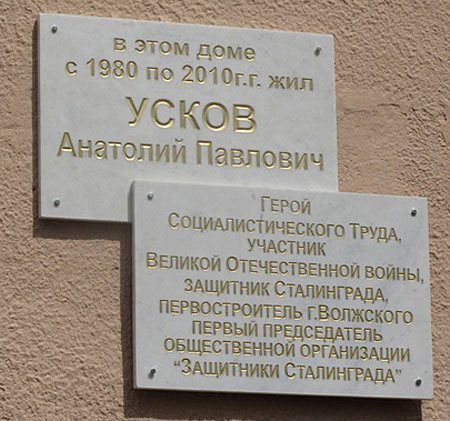 в этом доме
с 1980 по 2010г.г. жил
УСКОВ
Анатолий Павлович
Герой
Социалистического Труда,
участник
Великой Отечественной войны,
защитник Сталинграда,
первостроитель г.Волжского
первый председатель
общественной организации
"Защитники Сталинграда"